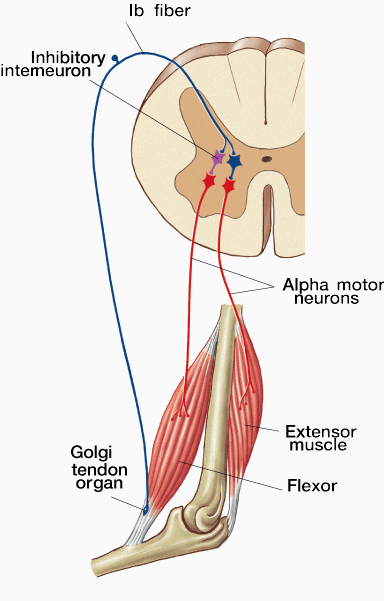 Ib fiber
Inhibitory
interneuron
Alpha motor
neurons
Extensor
muscle
Golgi
tendon
organ
Flexor